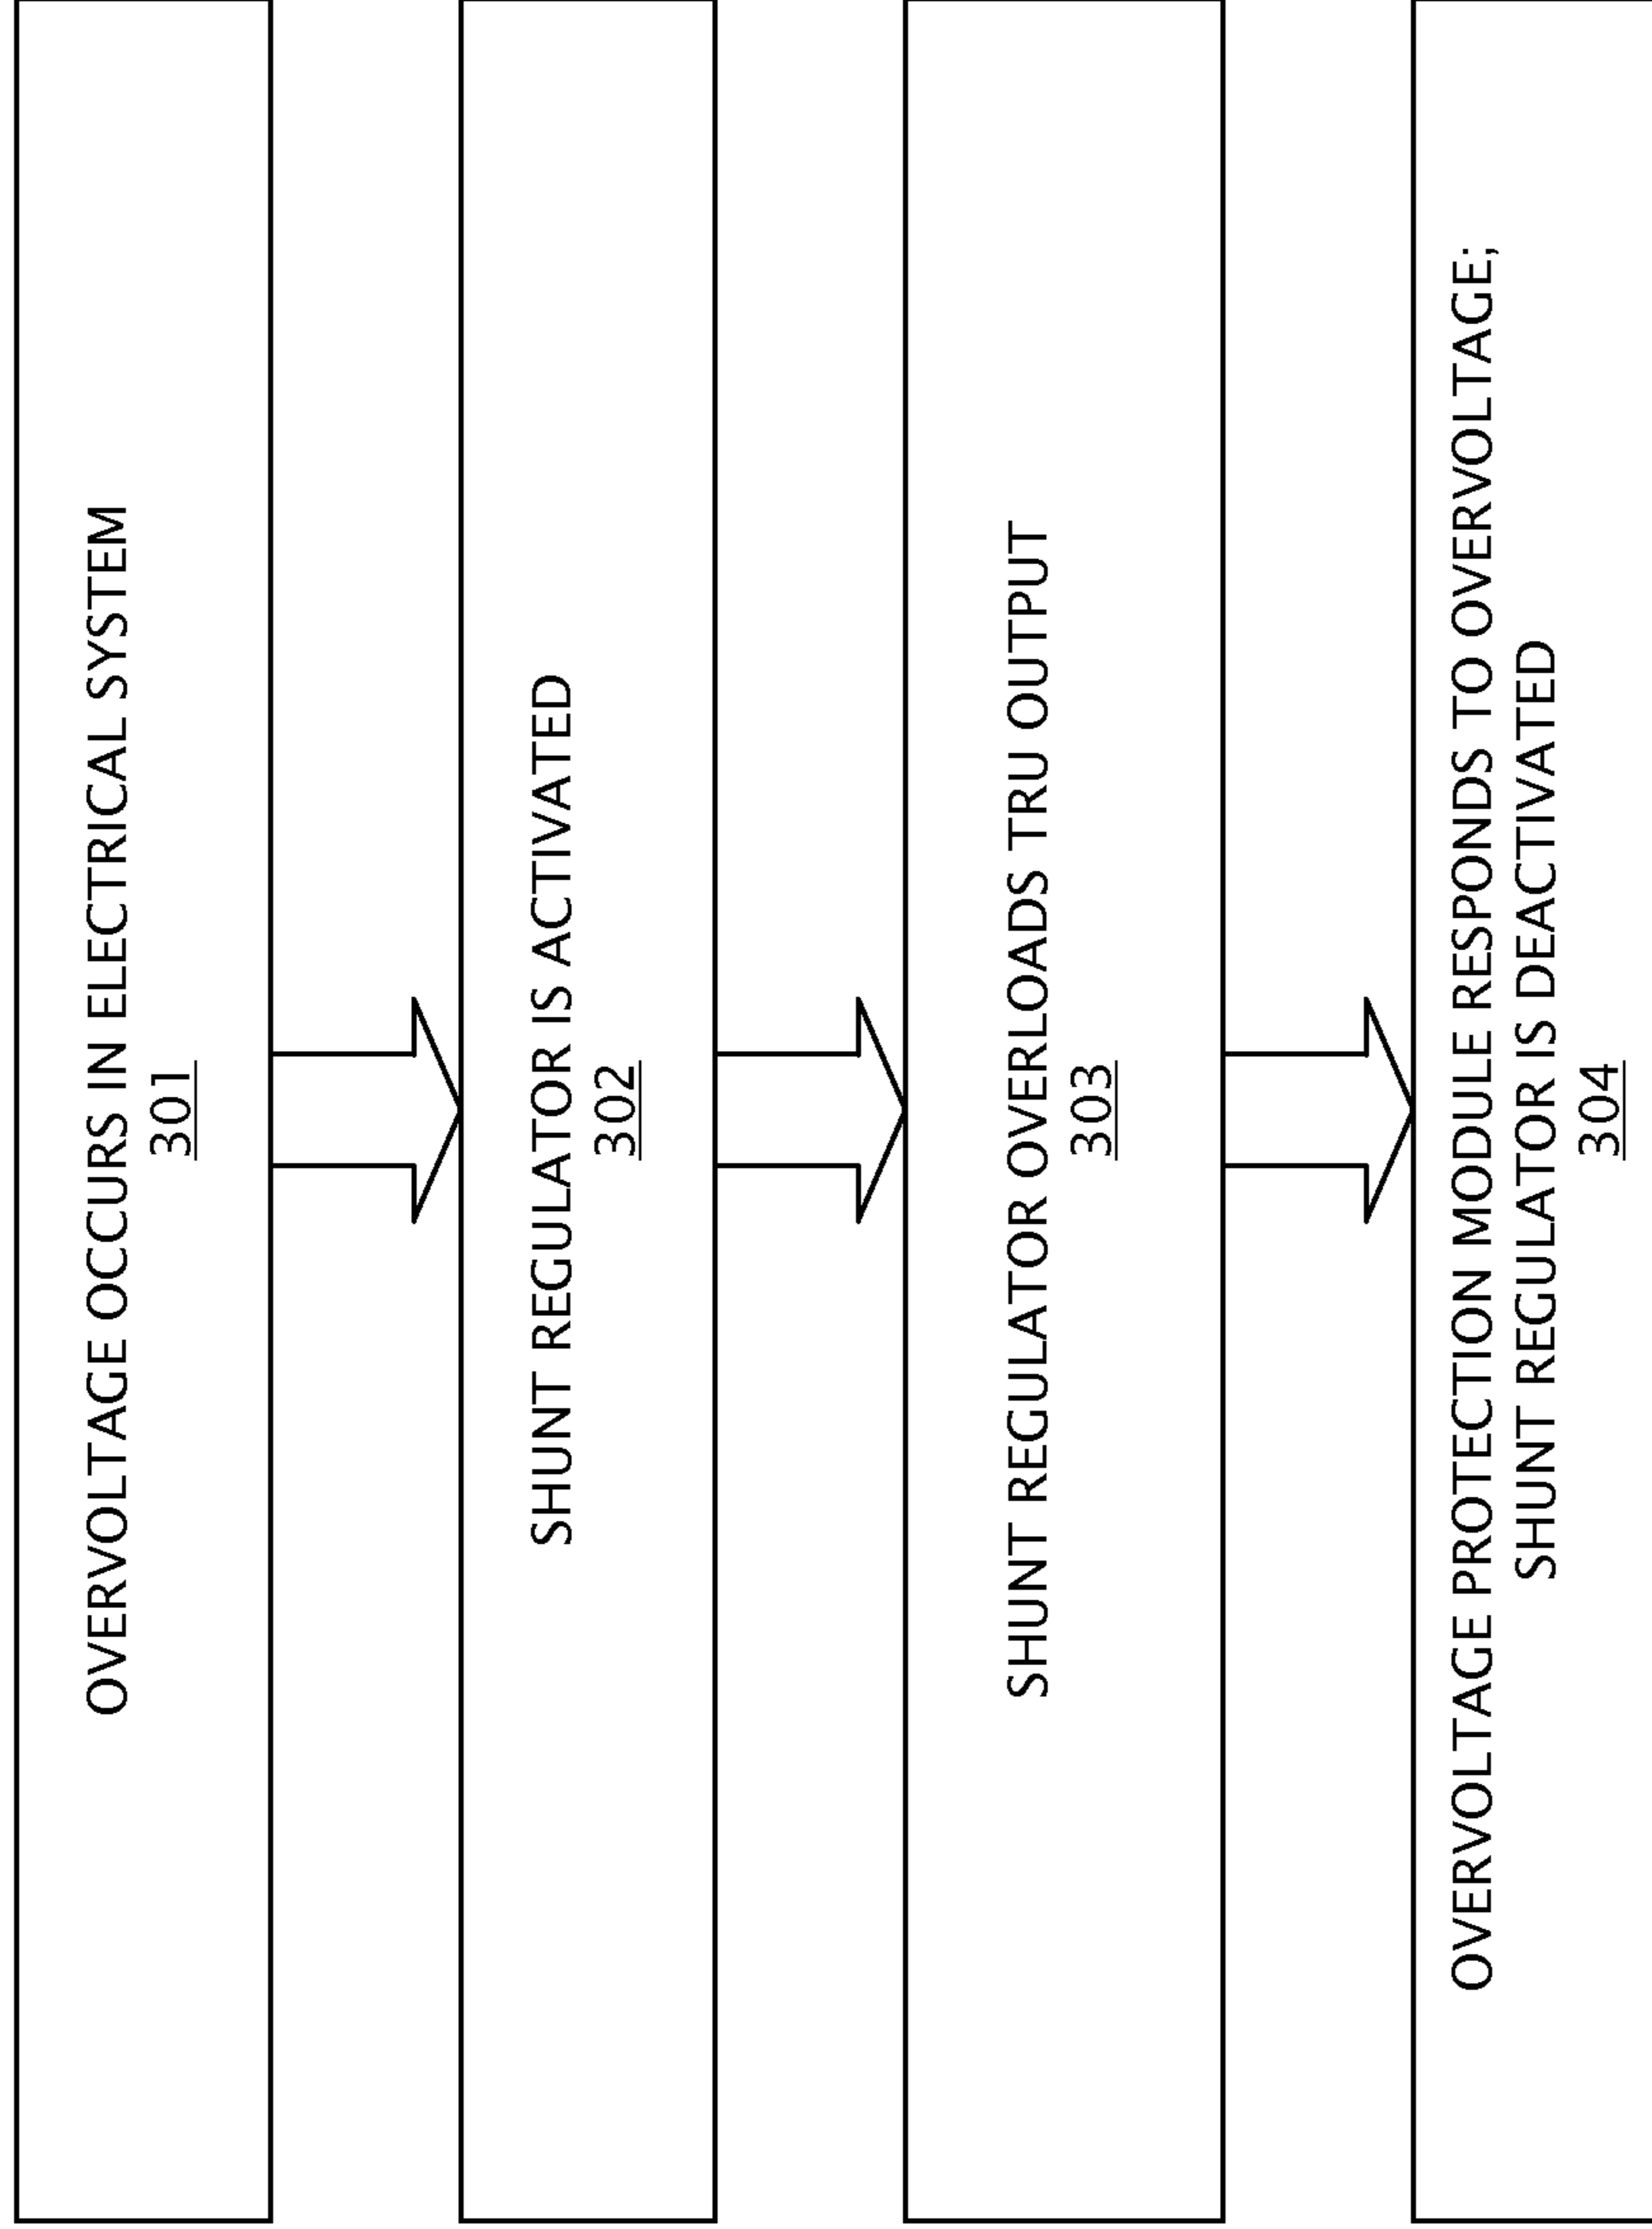 OVERVOLTAGE OCCURS IN ELECTRICAL SYSTEM
301
SHUNT REGULATOR IS ACTIVATED
302
SHUNT REGULATOR OVERLOADS TRU OUTPUT
303
OVERVOLTAGE PROTECTION MODULE RESPONDS TO OVERVOLTAGE;
SHUNT REGULATOR IS DEACTIVATED
304